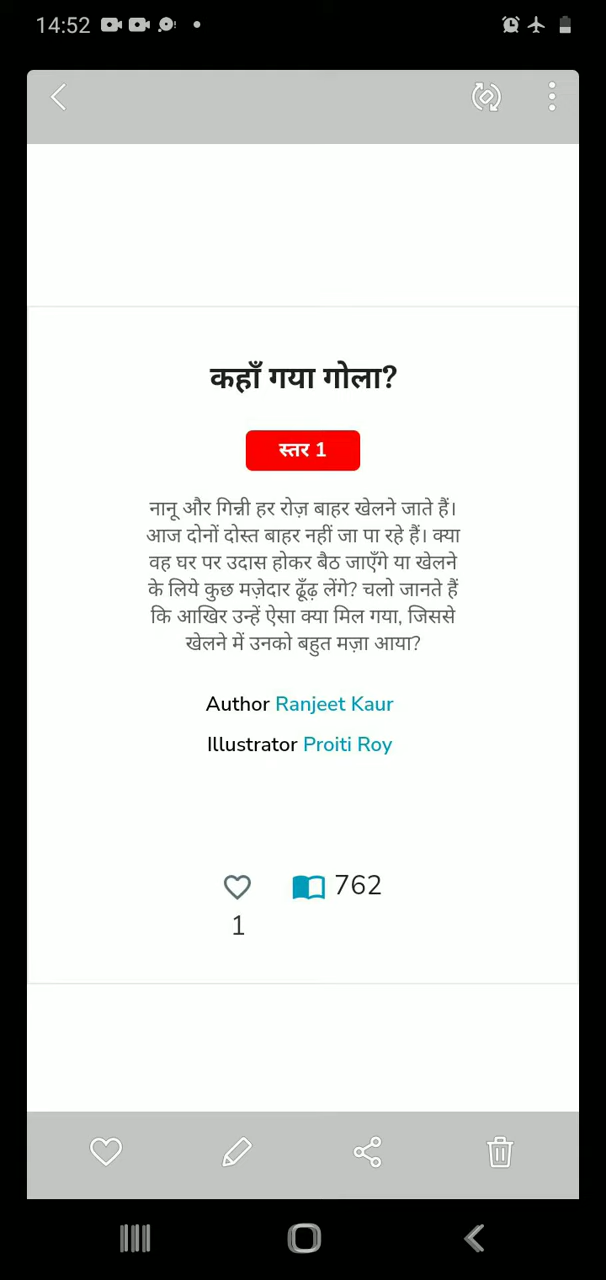 14:52
कहाँ गया गोला?
स्तर 1
नानू और गिन्नी हर रोज़ बाहर खेलने जाते हैं।
आज दोनों दोस्त बाहर नहीं जा पा रहे हैं। क्या
वह घर पर उदास होकर बैठ जाएँगे या खेलने
के लिये कुछ मज़ेदार ढूँढ़ लेंगे? चलो जानते हैं
कि आखिर उन्हें ऐसा क्या मिल गया, जिससे
खेलने में उनको बहुत मज़ा आया?
Author Ranjeet Kaur
Illustrator Proiti Roy
762
1